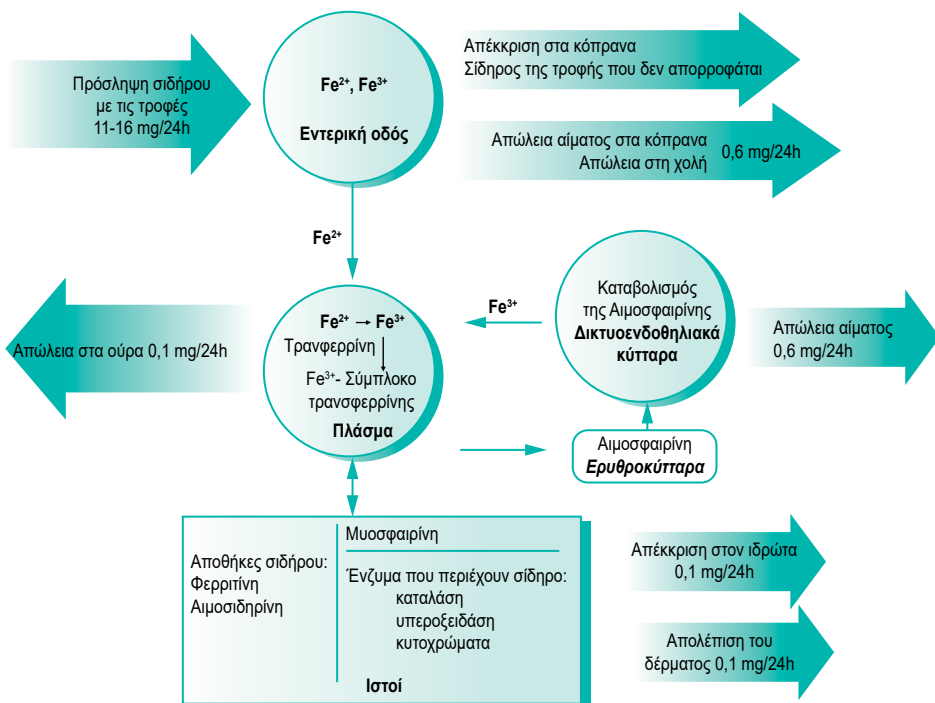 Πρόσληψη σιδήρου
με τις τροφές
11-16 mg/24h
Fe²⁺, Fe³⁺
Εντερική οδός
Απέκκριση στα κόπρανα
Σίδηρος της τροφής που δεν απορροφάται
Απώλεια αίματος στα κόπρανα
Απώλεια στη χολή
0,6 mg/24h
Fe²⁺
Απώλεια στα ούρα 0,1 mg/24h
Fe²⁺ → Fe³⁺
Τρανφερρίνη
Fe³⁺- Σύμπλοκο
τρανσφερρίνης
Πλάσμα
Fe³⁺
Καταβολισμός
της Αιμοσφαιρίνης
Δικτυοενδοθηλιακά
κύτταρα
Απώλεια αίματος
0,6 mg/24h
Αιμοσφαιρίνη
Ερυθροκύτταρα
Αποθήκες σιδήρου:
Φερριτίνη
Αιμοσιδηρίνη
Μυοσφαιρίνη
Ένζυμα που περιέχουν σίδηρο:
καταλάση
υπεροξειδάση
κυτοχρώματα
Ιστοί
Απέκκριση στον ιδρώτα
0,1 mg/24h
Απολέπιση του
δέρματος 0,1 mg/24h